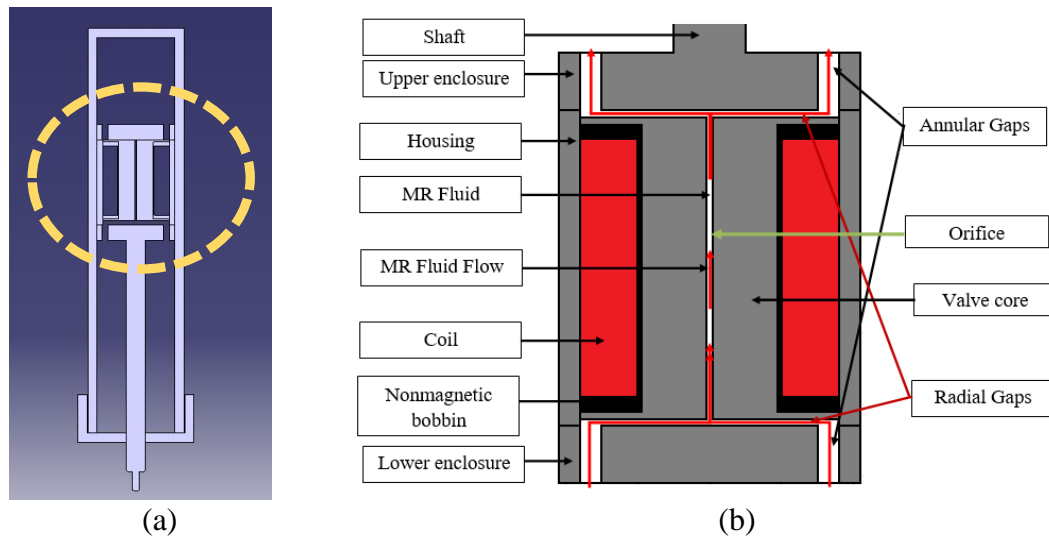 Shaft
Upper enclosure
Housing
MR Fluid
MR Fluid Flow
Coil
Nonmagnetic
bobbin
Lower enclosure
Annular Gaps
Orifice
Valve core
Radial Gaps
(a)
(b)